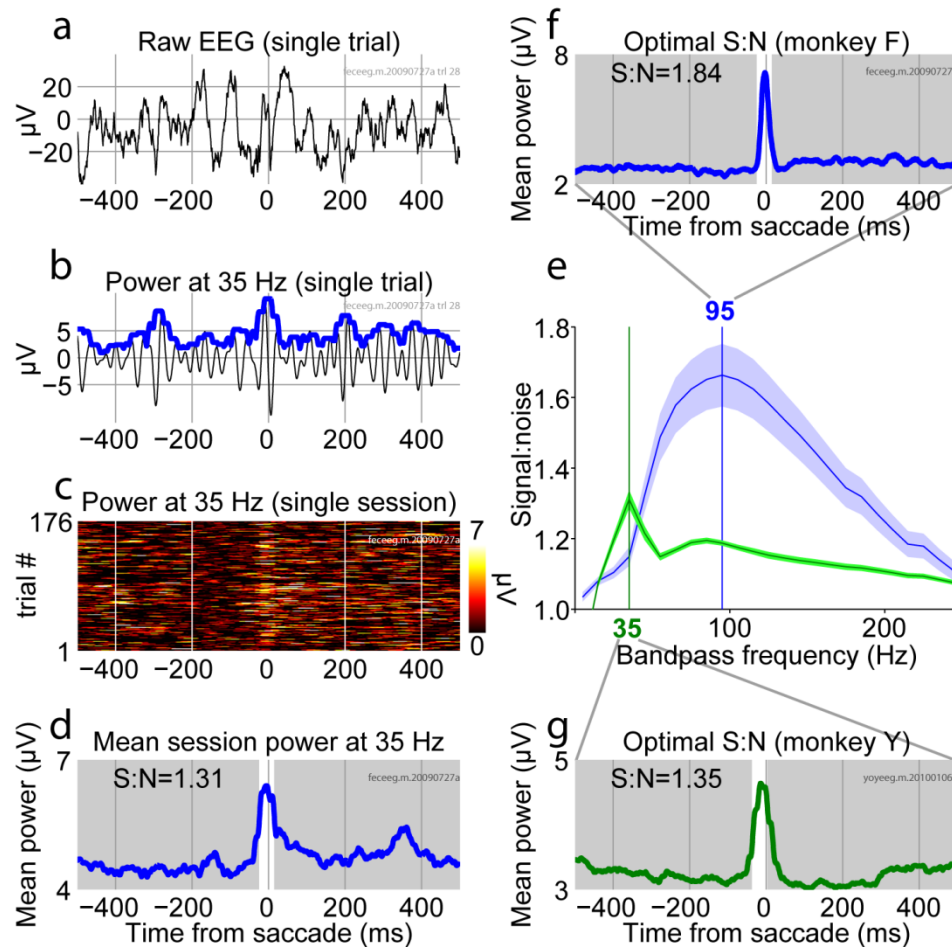 a
Raw EEG (single trial)
feceeg.m.20090727a trl 28
µV
20
0
−20
−400 −200 0 200 400
b
Power at 35 Hz (single trial)
feceeg.m.20090727a trl 28
µV
5
0
−5
−400 −200 0 200 400
c
Power at 35 Hz (single session)
feceeg.m.20090727a
trial #
176
1
7
0
µV
−400 −200 0 200 400
d
Mean session power at 35 Hz
S:N=1.31
feceeg.m.20090727a
Mean power (µV)
7
4
−400 −200 0 200 400
Time from saccade (ms)
f
Optimal S:N (monkey F)
S:N=1.84
Mean power (µV)
8
2
−400 −200 0 200 400
Time from saccade (ms)
e
95
Signal:noise
1.8
1.6
1.4
1.2
1.0
35 100 200
Bandpass frequency (Hz)
g
Optimal S:N (monkey Y)
S:N=1.35
yoyeeg.m.20100106
Mean power (µV)
5
3
−400 −200 0 200 400
Time from saccade (ms)